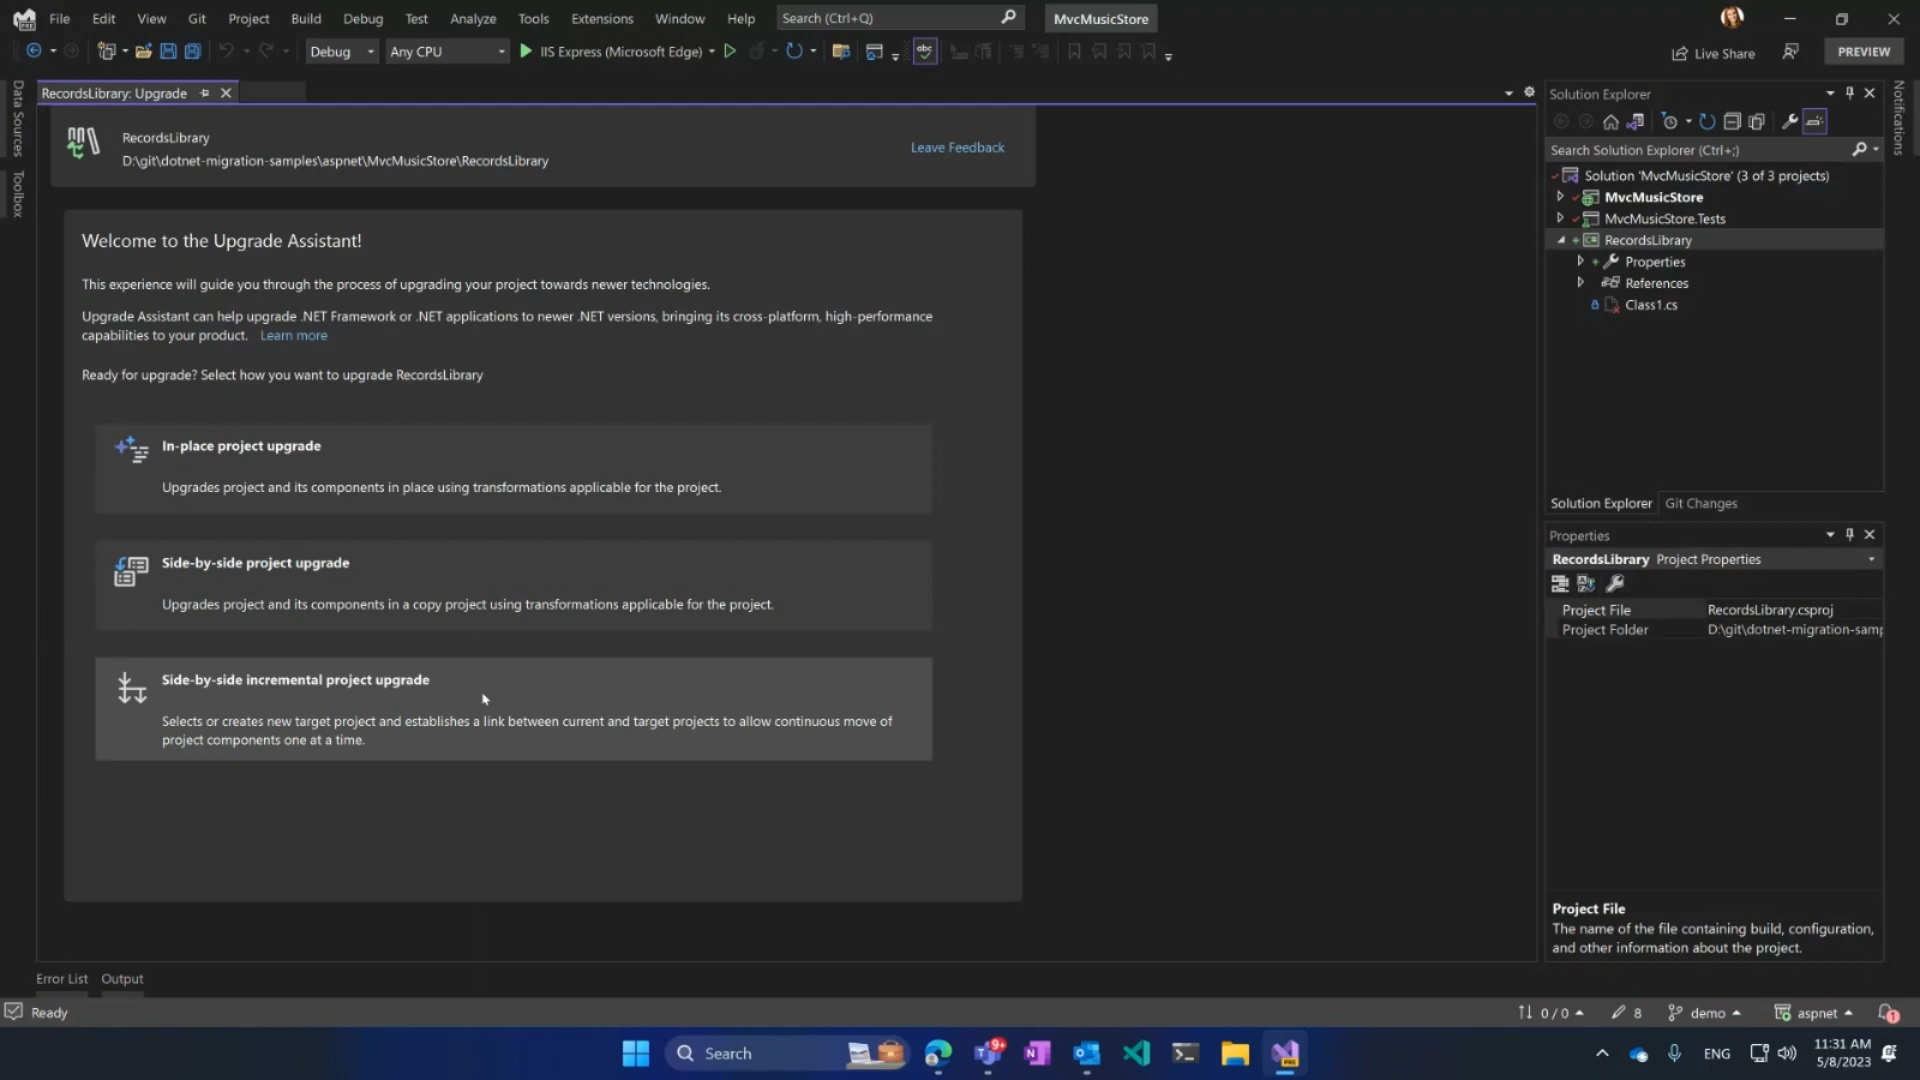 File Edit View Git Project Build Debug Test Analyze Tools Extensions Window Help Search (Ctrl+Q) MvcMusicStore
Debug Any CPU IIS Express (Microsoft Edge) Live Share PREVIEW
Data Sources
Toolbox
RecordsLibrary: Upgrade
RecordsLibrary
D:\git\dotnet-migration-samples\aspnet\MvcMusicStore\RecordsLibrary
Leave Feedback
Welcome to the Upgrade Assistant!
This experience will guide you through the process of upgrading your project towards newer technologies.
Upgrade Assistant can help upgrade .NET Framework or .NET applications to newer .NET versions, bringing its cross-platform, high-performance
capabilities to your product. Learn more
Ready for upgrade? Select how you want to upgrade RecordsLibrary
In-place project upgrade
Upgrades project and its components in place using transformations applicable for the project.
Side-by-side project upgrade
Upgrades project and its components in a copy project using transformations applicable for the project.
Side-by-side incremental project upgrade
Selects or creates new target project and establishes a link between current and target projects to allow continuous move of
project components one at a time.
Solution Explorer
Search Solution Explorer (Ctrl+;)
Solution 'MvcMusicStore' (3 of 3 projects)
MvcMusicStore
MvcMusicStore.Tests
C# RecordsLibrary
Properties
References
Class1.cs
Solution Explorer Git Changes
Properties
RecordsLibrary Project Properties
Project File RecordsLibrary.csproj
Project Folder D:\git\dotnet-migration-samp
Project File
The name of the file containing build, configuration,
and other information about the project.
Notifications
Error List Output
Ready 0 / 0 8 demo aspnet 1
Search 9+ ENG 11:31 AM
5/8/2023